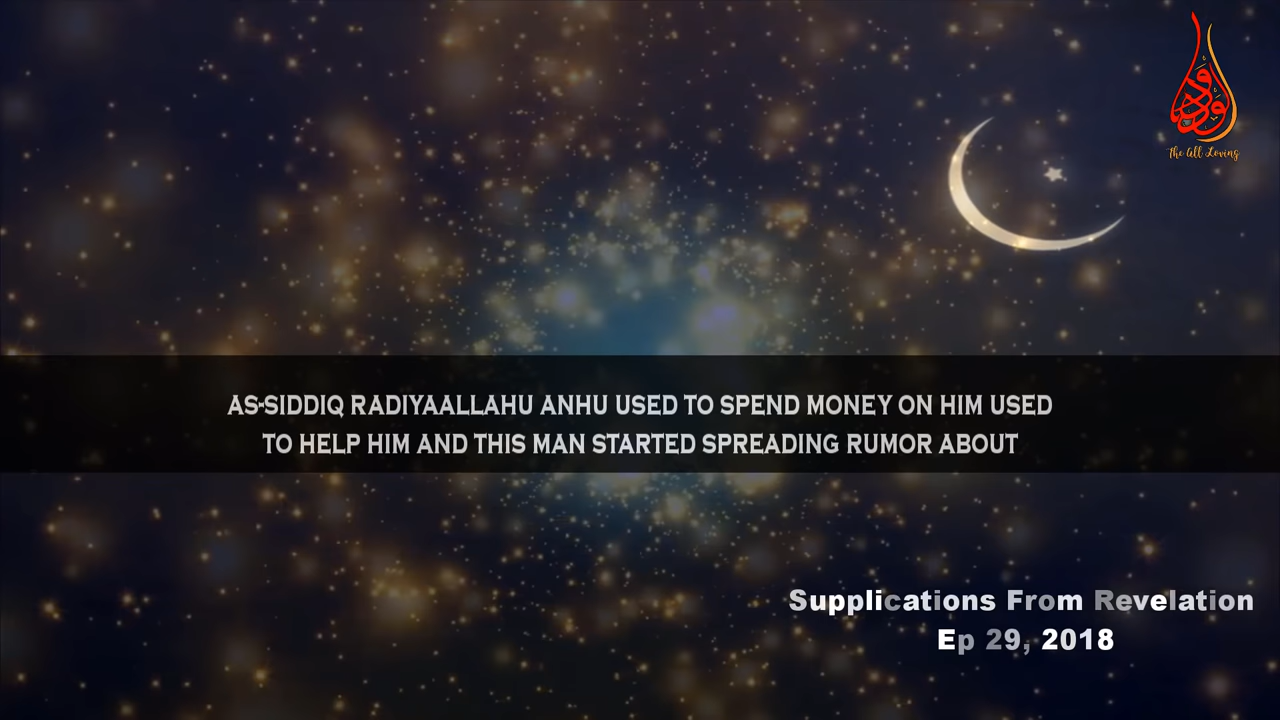 ودود
The All Loving
AS-SIDDIQ RADIYAALLAHU ANHU USED TO SPEND MONEY ON HIM USED
TO HELP HIM AND THIS MAN STARTED SPREADING RUMOR ABOUT
Supplications From Revelation
Ep 29, 2018